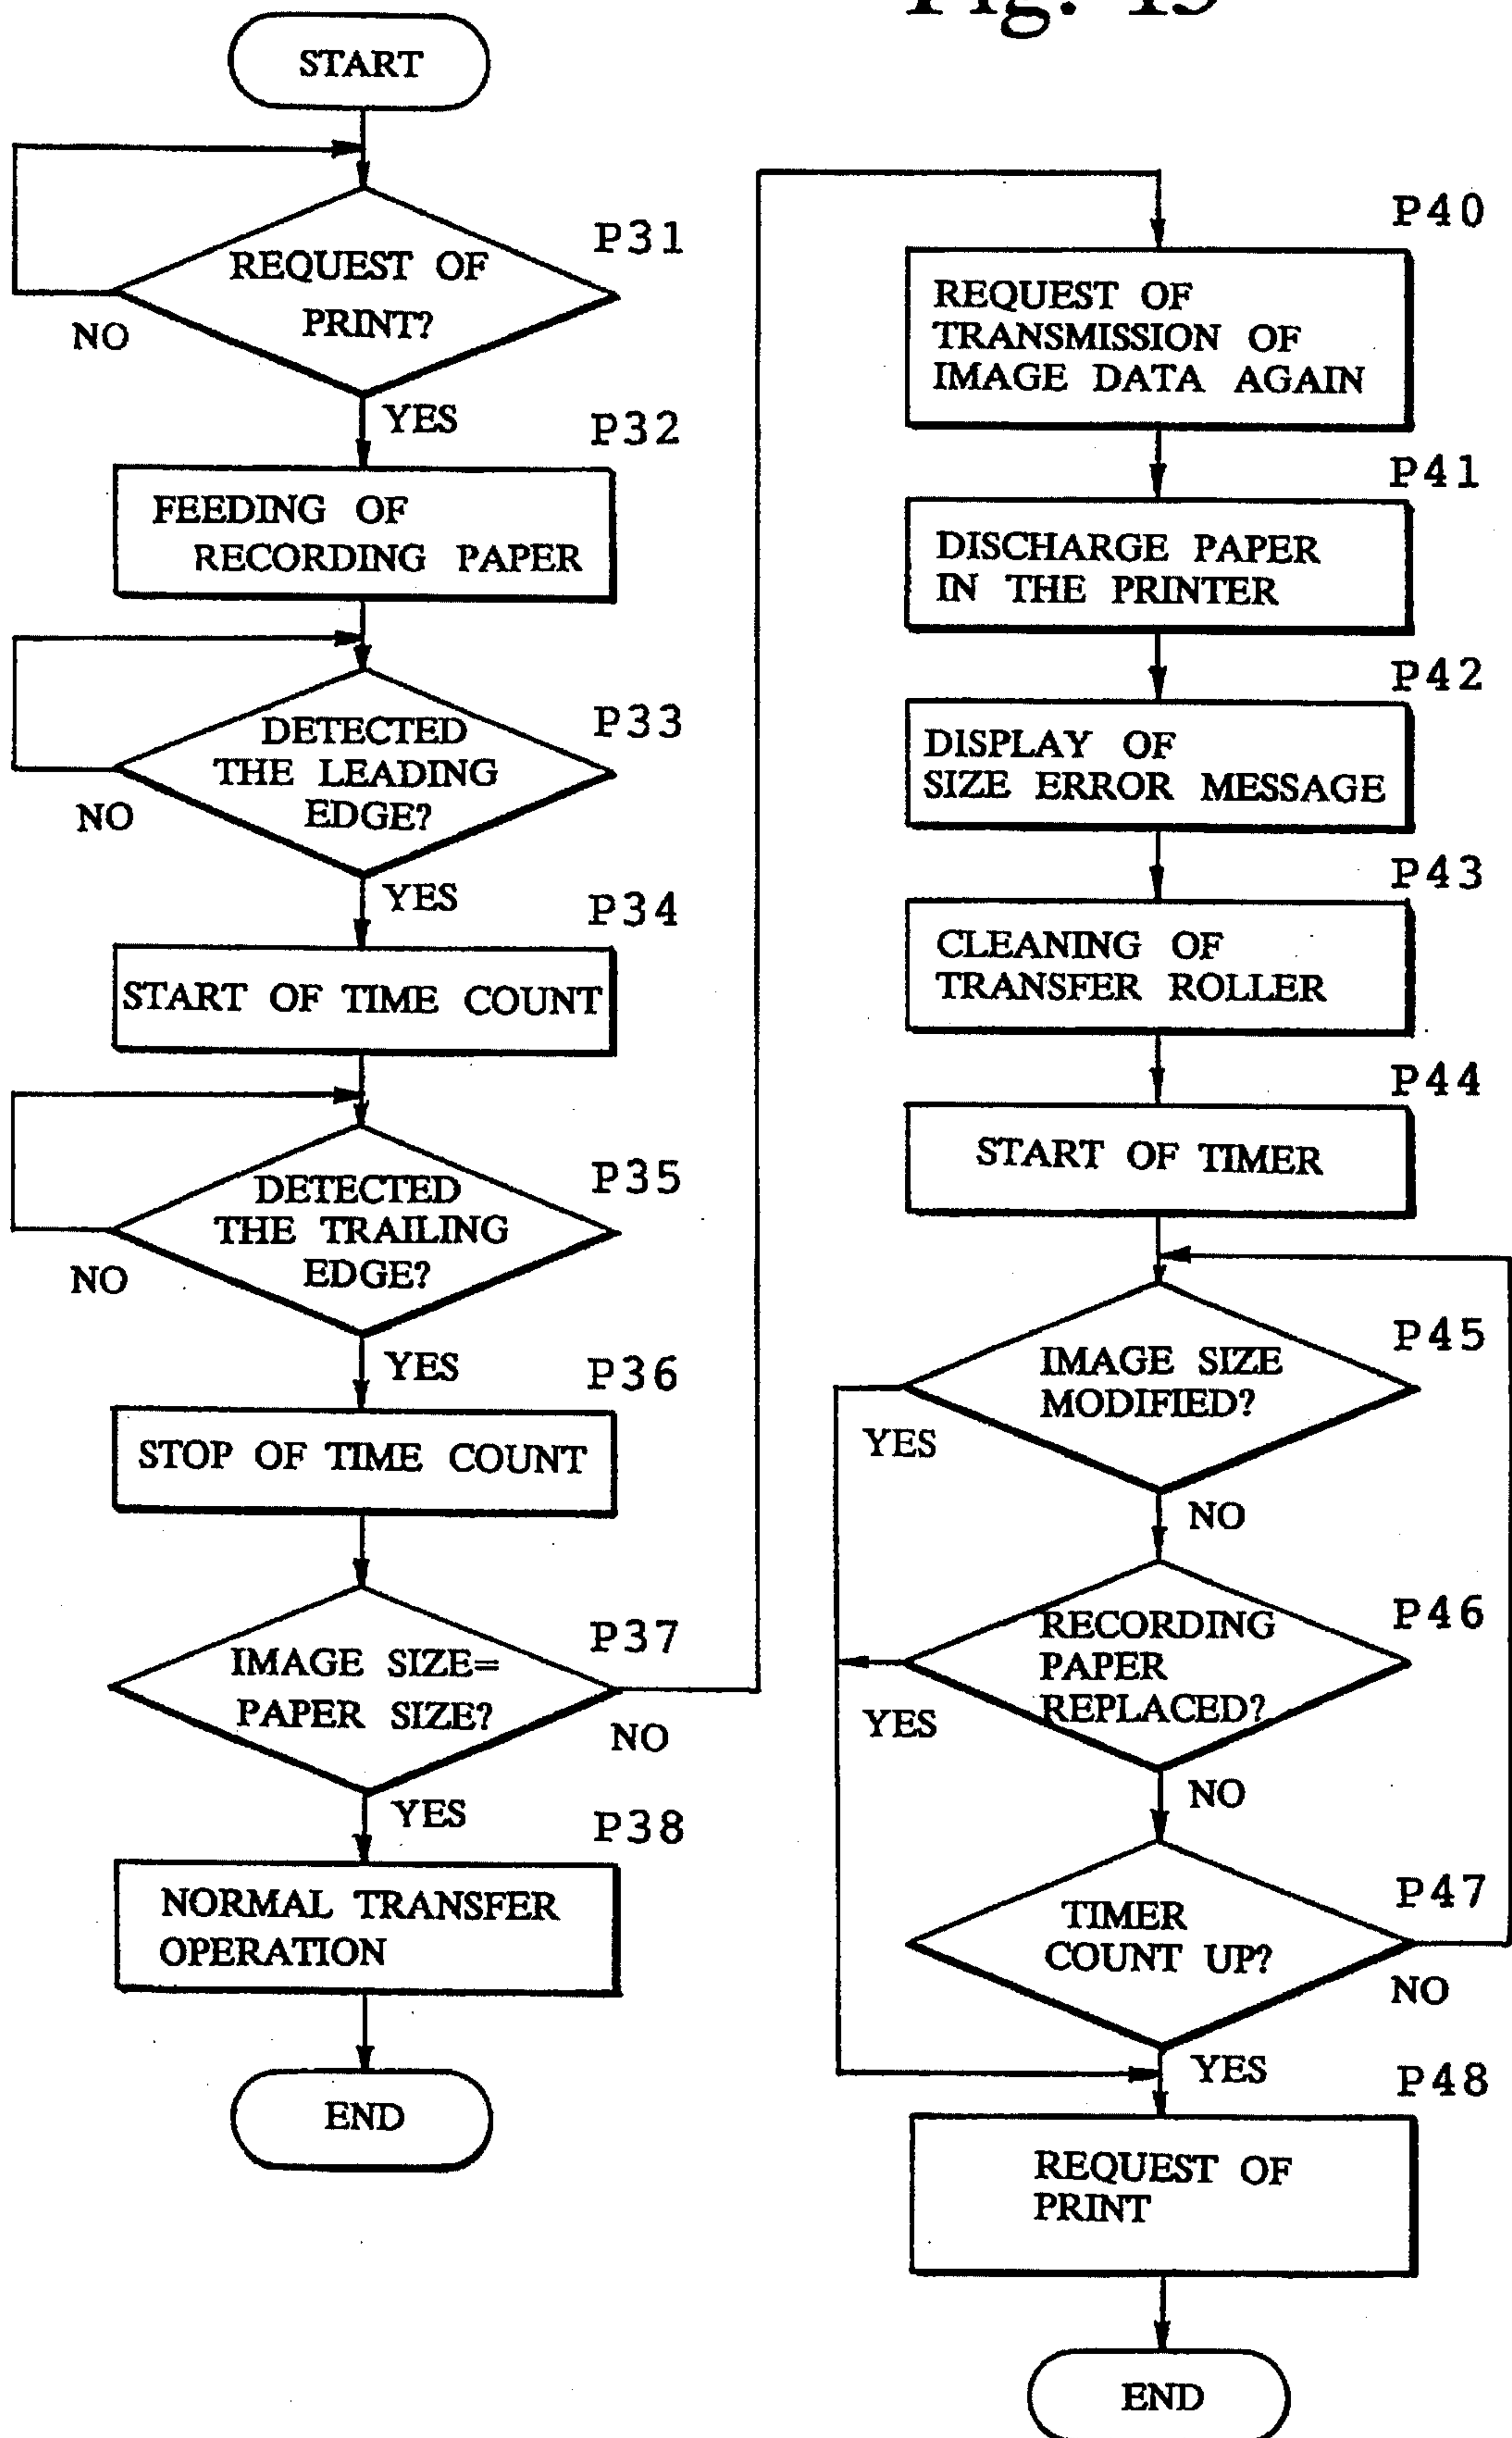 START
P31
REQUEST OF
PRINT?
NO
YES
P32
FEEDING OF
RECORDING PAPER
P33
DETECTED
THE LEADING
EDGE?
NO
YES
P34
START OF TIME COUNT
P35
DETECTED
THE TRAILING
EDGE?
NO
YES
P36
STOP OF TIME COUNT
P37
IMAGE SIZE=
PAPER SIZE?
NO
YES
P38
NORMAL TRANSFER
OPERATION
END
P40
REQUEST OF
TRANSMISSION OF
IMAGE DATA AGAIN
P41
DISCHARGE PAPER
IN THE PRINTER
P42
DISPLAY OF
SIZE ERROR MESSAGE
P43
CLEANING OF
TRANSFER ROLLER
P44
START OF TIMER
P45
IMAGE SIZE
MODIFIED?
YES
NO
P46
RECORDING
PAPER
REPLACED?
YES
NO
P47
TIMER
COUNT UP?
NO
YES
P48
REQUEST OF
PRINT
END